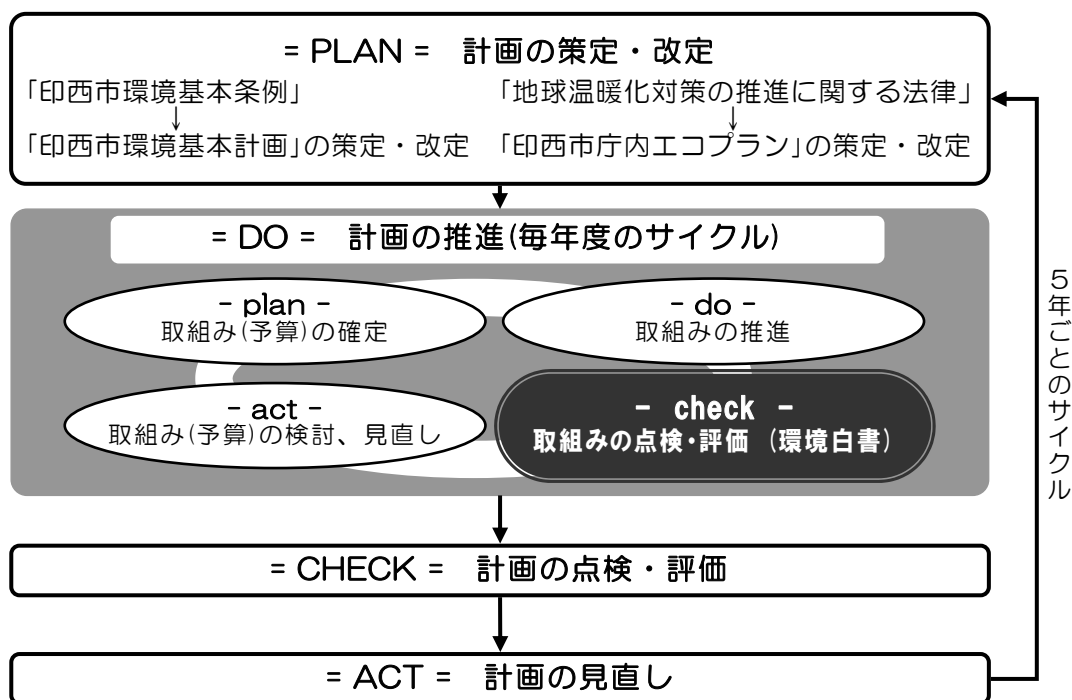 = PLAN = 計画の策定・改定
「印西市環境基本条例」 「地球温暖化対策の推進に関する法律」
↓ ↓
「印西市環境基本計画」の策定・改定 「印西市庁内エコプラン」の策定・改定
= DO = 計画の推進(毎年度のサイクル)
- plan -
取組み(予算)の確定
- do -
取組みの推進
- act -
取組み(予算)の検討、見直し
- check -
取組みの点検・評価 (環境白書)
= CHECK = 計画の点検・評価
= ACT = 計画の見直し
5年ごとのサイクル